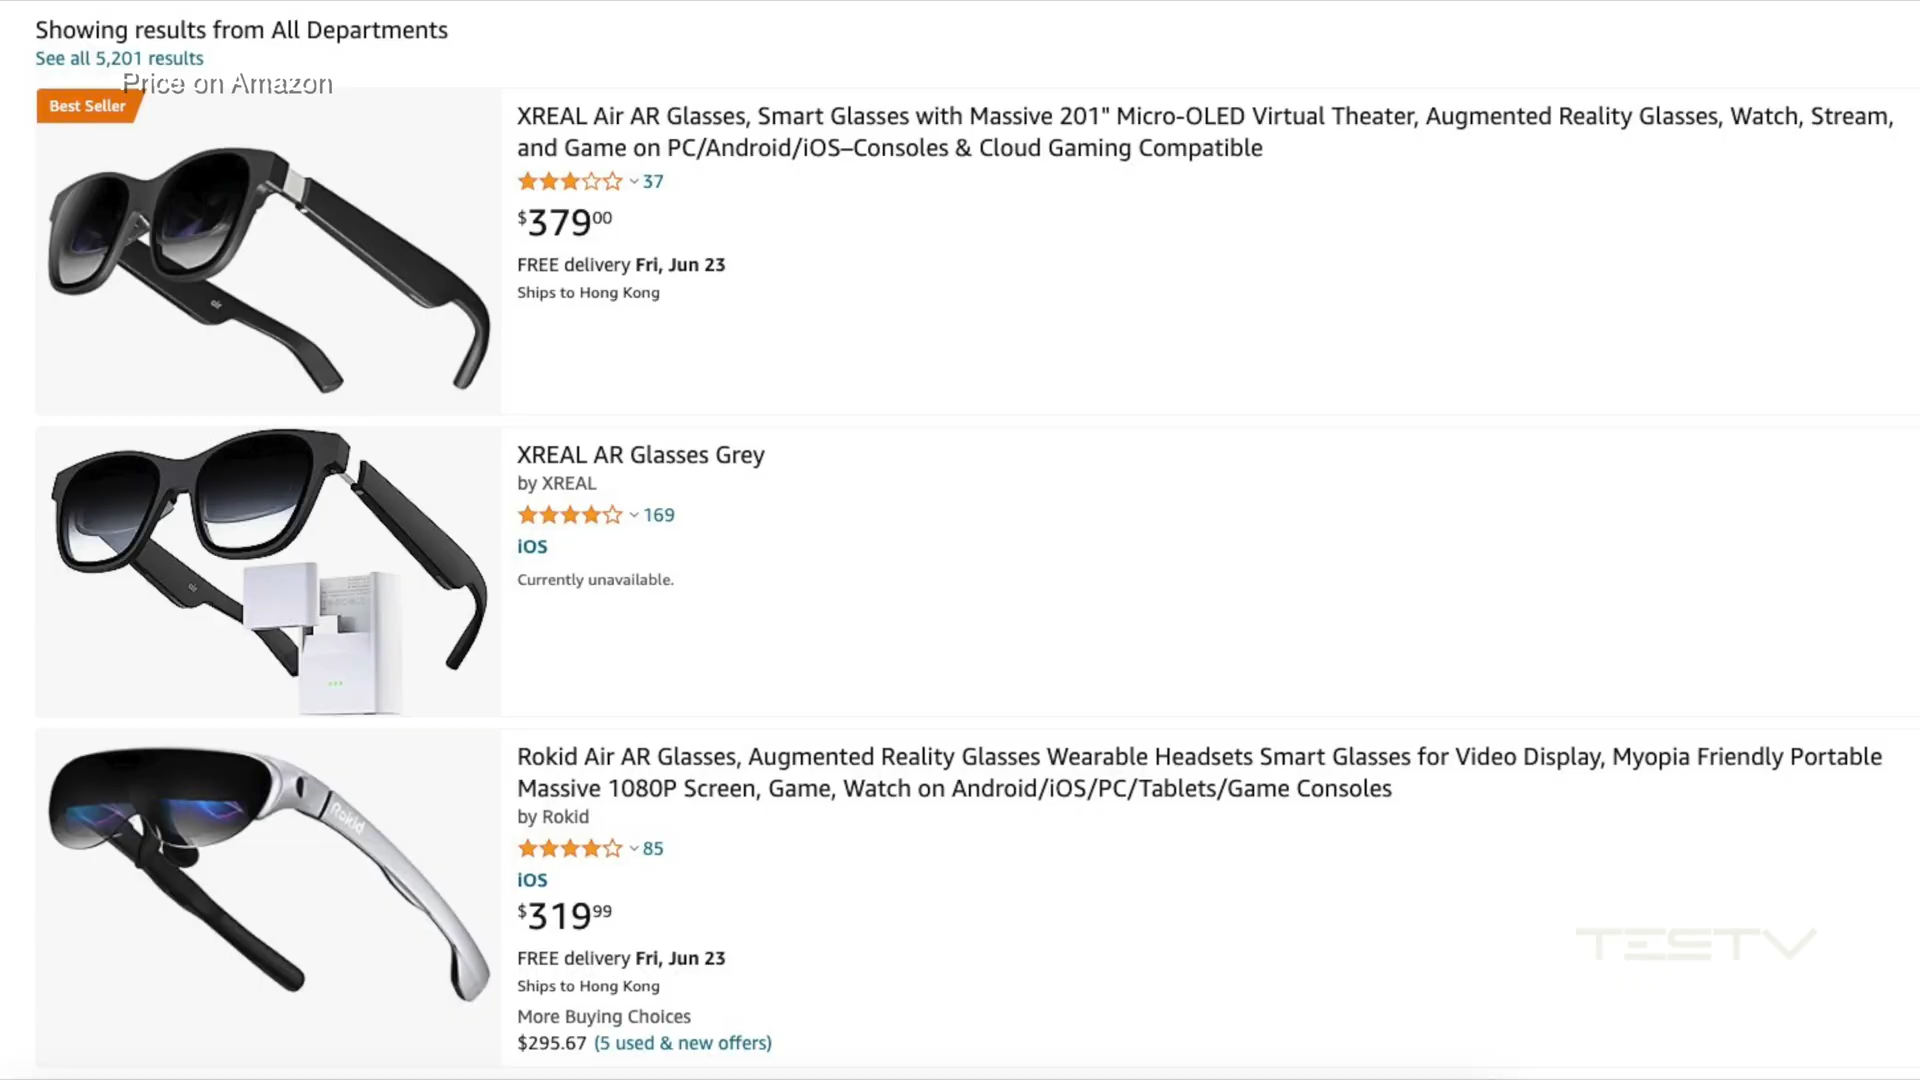 Showing results from All Departments
See all 5,201 results
Price on Amazon
Best Seller
XREAL Air AR Glasses, Smart Glasses with Massive 201" Micro-OLED Virtual Theater, Augmented Reality Glasses, Watch, Stream,
and Game on PC/Android/iOS–Consoles & Cloud Gaming Compatible
37
$379.00
FREE delivery Fri, Jun 23
Ships to Hong Kong
air
XREAL AR Glasses Grey
by XREAL
169
iOS
Currently unavailable.
air
Rokid Air AR Glasses, Augmented Reality Glasses Wearable Headsets Smart Glasses for Video Display, Myopia Friendly Portable
Massive 1080P Screen, Game, Watch on Android/iOS/PC/Tablets/Game Consoles
by Rokid
Rokid
85
iOS
$319.99
FREE delivery Fri, Jun 23
Ships to Hong Kong
More Buying Choices
$295.67 (5 used & new offers)
TESTV